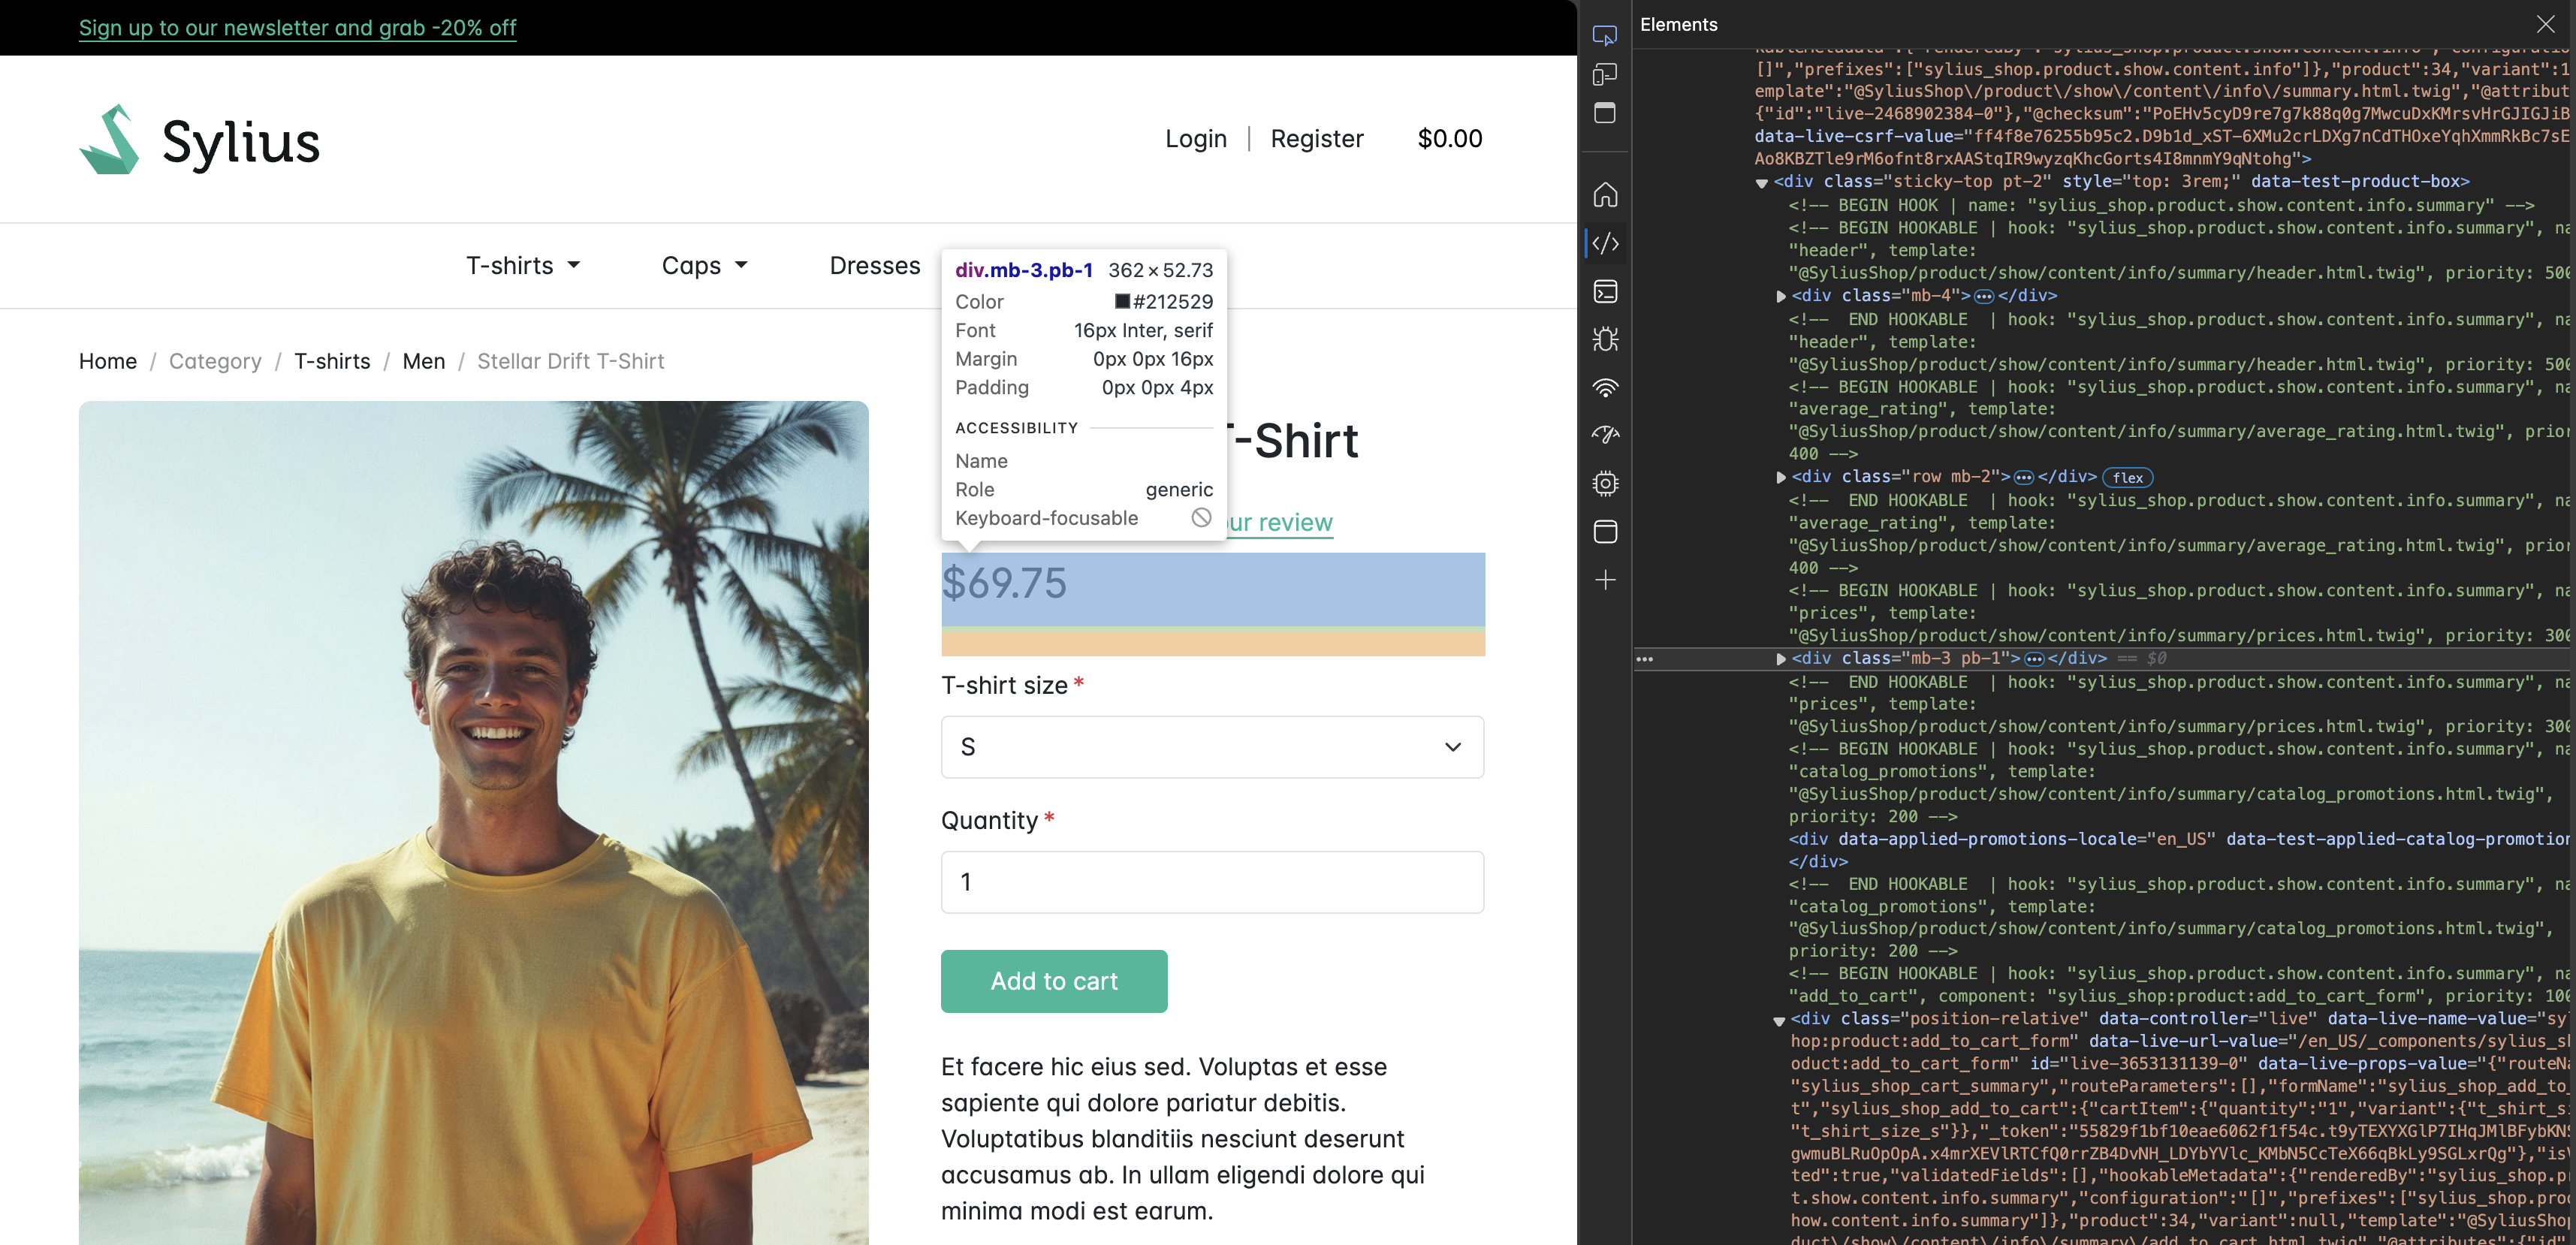 Sign up to our newsletter and grab -20% off
Sylius
Login | Register $0.00
T-shirts Caps Dresses
Home / Category / T-shirts / Men / Stellar Drift T-Shirt
div.mb-3.pb-1 362 × 52.73
Color #212529
Font 16px Inter, serif
Margin 0px 0px 16px
Padding 0px 0px 4px
ACCESSIBILITY
Name
Role generic
Keyboard-focusable
T-Shirt
our review
$69.75
T-shirt size *
S
Quantity *
1
Add to cart
Et facere hic eius sed. Voluptas et esse
sapiente qui dolore pariatur debitis.
Voluptatibus blanditiis nesciunt deserunt
accusamus ab. In ullam eligendi dolore qui
minima modi est earum.
Elements
[]","prefixes":["sylius_shop.product.show.content.info"]},"product":34,"variant":1
emplate":"@SyliusShop\/product\/show\/content\/info\/summary.html.twig","@attribut
{"id":"live-2468902384-0"},"@checksum":"PoEHv5cyD9re7g7k88q0g7MwcuDxKMrsvHrGJIGJiB
data-live-csrf-value="ff4f8e76255b95c2.D9b1d_xST-6XMu2crLDXg7nCdTHOxeYqhXmmRkBc7sE
Ao8KBZTle9rM6ofnt8rxAAStqIR9wyzqKhcGorts4I8mnmY9qNtohg">
<div class="sticky-top pt-2" style="top: 3rem;" data-test-product-box>
<!-- BEGIN HOOK | name: "sylius_shop.product.show.content.info.summary" -->
<!-- BEGIN HOOKABLE | hook: "sylius_shop.product.show.content.info.summary", na
"header", template:
"@SyliusShop/product/show/content/info/summary/header.html.twig", priority: 500
<div class="mb-4">…</div>
<!--  END HOOKABLE  | hook: "sylius_shop.product.show.content.info.summary", na
"header", template:
"@SyliusShop/product/show/content/info/summary/header.html.twig", priority: 500
<!-- BEGIN HOOKABLE | hook: "sylius_shop.product.show.content.info.summary", na
"average_rating", template:
"@SyliusShop/product/show/content/info/summary/average_rating.html.twig", prior
400 -->
<div class="row mb-2">…</div> flex
<!--  END HOOKABLE  | hook: "sylius_shop.product.show.content.info.summary", na
"average_rating", template:
"@SyliusShop/product/show/content/info/summary/average_rating.html.twig", prior
400 -->
<!-- BEGIN HOOKABLE | hook: "sylius_shop.product.show.content.info.summary", na
"prices", template:
"@SyliusShop/product/show/content/info/summary/prices.html.twig", priority: 300
<div class="mb-3 pb-1">…</div> == $0
<!--  END HOOKABLE  | hook: "sylius_shop.product.show.content.info.summary", na
"prices", template:
"@SyliusShop/product/show/content/info/summary/prices.html.twig", priority: 300
<!-- BEGIN HOOKABLE | hook: "sylius_shop.product.show.content.info.summary", na
"catalog_promotions", template:
"@SyliusShop/product/show/content/info/summary/catalog_promotions.html.twig",
priority: 200 -->
<div data-applied-promotions-locale="en_US" data-test-applied-catalog-promotion
</div>
<!--  END HOOKABLE  | hook: "sylius_shop.product.show.content.info.summary", na
"catalog_promotions", template:
"@SyliusShop/product/show/content/info/summary/catalog_promotions.html.twig",
priority: 200 -->
<!-- BEGIN HOOKABLE | hook: "sylius_shop.product.show.content.info.summary", na
"add_to_cart", component: "sylius_shop:product:add_to_cart_form", priority: 100
<div class="position-relative" data-controller="live" data-live-name-value="syl
hop:product:add_to_cart_form" data-live-url-value="/en_US/_components/sylius_sh
oduct:add_to_cart_form" id="live-3653131139-0" data-live-props-value="{"routeNa
"sylius_shop_cart_summary","routeParameters":[],"formName":"sylius_shop_add_to_
t","sylius_shop_add_to_cart":{"cartItem":{"quantity":"1","variant":{"t_shirt_si
"t_shirt_size_s"}},"_token":"55829f1bf10eae6062f1f54c.t9yTEXYXGlP7IHqJMlBFybKNS
gwmuBLRuOpOpA.x4mrXEVlRTCfQ0rrZB4DvNH_LDYbYVlc_KMbN5CcTeX66qBkLy9SGLxrQg"},"isV
ted":true,"validatedFields":[],"hookableMetadata":{"renderedBy":"sylius_shop.pr
t.show.content.info.summary","configuration":"[]","prefixes":["sylius_shop.prod
how.content.info.summary"]},"product":34,"variant":null,"template":"@SyliusShop